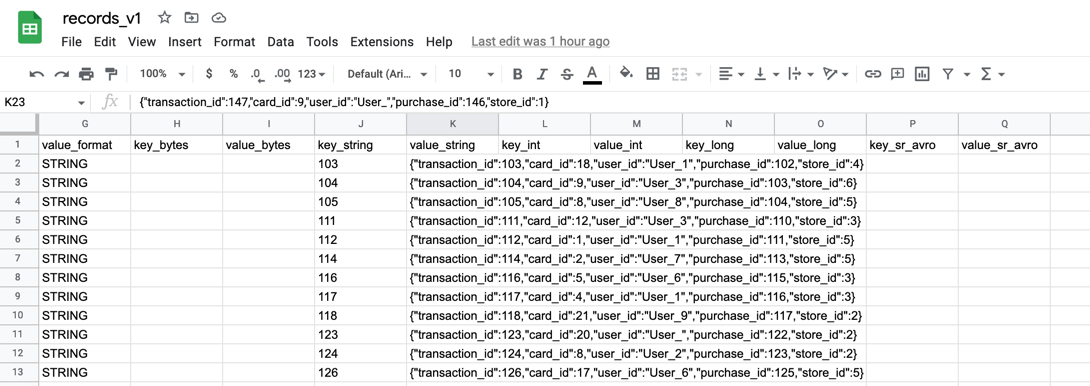 records_v1
File Edit View Insert Format Data Tools Extensions Help Last edit was 1 hour ago
100% $ % .0 .00 123 Default (Ari... 10 B I S A
K23 fx {"transaction_id":147,"card_id":9,"user_id":"User_","purchase_id":146,"store_id":1}
G H I J K L M N O P Q
1 value_format key_bytes value_bytes key_string value_string key_int value_int key_long value_long key_sr_avro value_sr_avro
2 STRING 103 {"transaction_id":103,"card_id":18,"user_id":"User_1","purchase_id":102,"store_id":4}
3 STRING 104 {"transaction_id":104,"card_id":9,"user_id":"User_3","purchase_id":103,"store_id":6}
4 STRING 105 {"transaction_id":105,"card_id":8,"user_id":"User_8","purchase_id":104,"store_id":5}
5 STRING 111 {"transaction_id":111,"card_id":12,"user_id":"User_3","purchase_id":110,"store_id":3}
6 STRING 112 {"transaction_id":112,"card_id":1,"user_id":"User_1","purchase_id":111,"store_id":5}
7 STRING 114 {"transaction_id":114,"card_id":2,"user_id":"User_7","purchase_id":113,"store_id":5}
8 STRING 116 {"transaction_id":116,"card_id":5,"user_id":"User_6","purchase_id":115,"store_id":3}
9 STRING 117 {"transaction_id":117,"card_id":4,"user_id":"User_1","purchase_id":116,"store_id":3}
10 STRING 118 {"transaction_id":118,"card_id":21,"user_id":"User_9","purchase_id":117,"store_id":2}
11 STRING 123 {"transaction_id":123,"card_id":20,"user_id":"User_","purchase_id":122,"store_id":2}
12 STRING 124 {"transaction_id":124,"card_id":8,"user_id":"User_2","purchase_id":123,"store_id":2}
13 STRING 126 {"transaction_id":126,"card_id":17,"user_id":"User_6","purchase_id":125,"store_id":5}